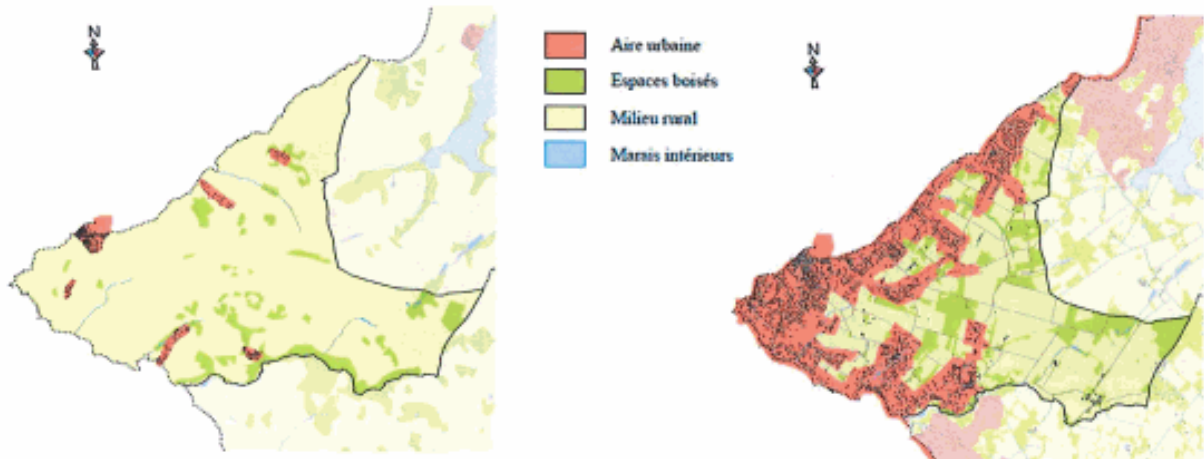 N
Aire urbaine
N
Espaces boisés
Milieu rural
Marais intérieurs